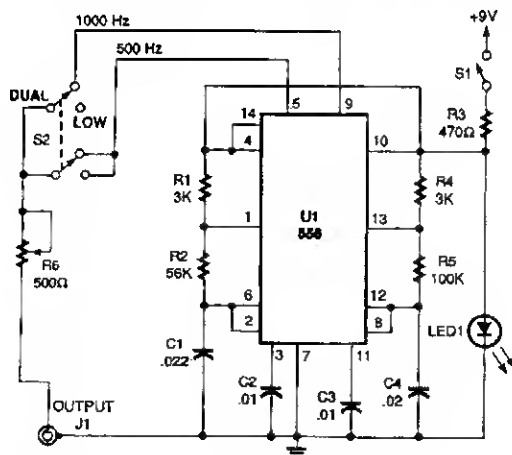 1000 Hz
500 Hz
+9V
S1
DUAL
LOW
S2
R3
470Ω
5
9
14
4
10
R1
3K
R4
3K
1
U1
556
13
R2
56K
R5
100K
R6
500Ω
6
2
12
8
LED1
C1
.022
3
7
11
C2
.01
C3
.01
C4
.02
OUTPUT
J1